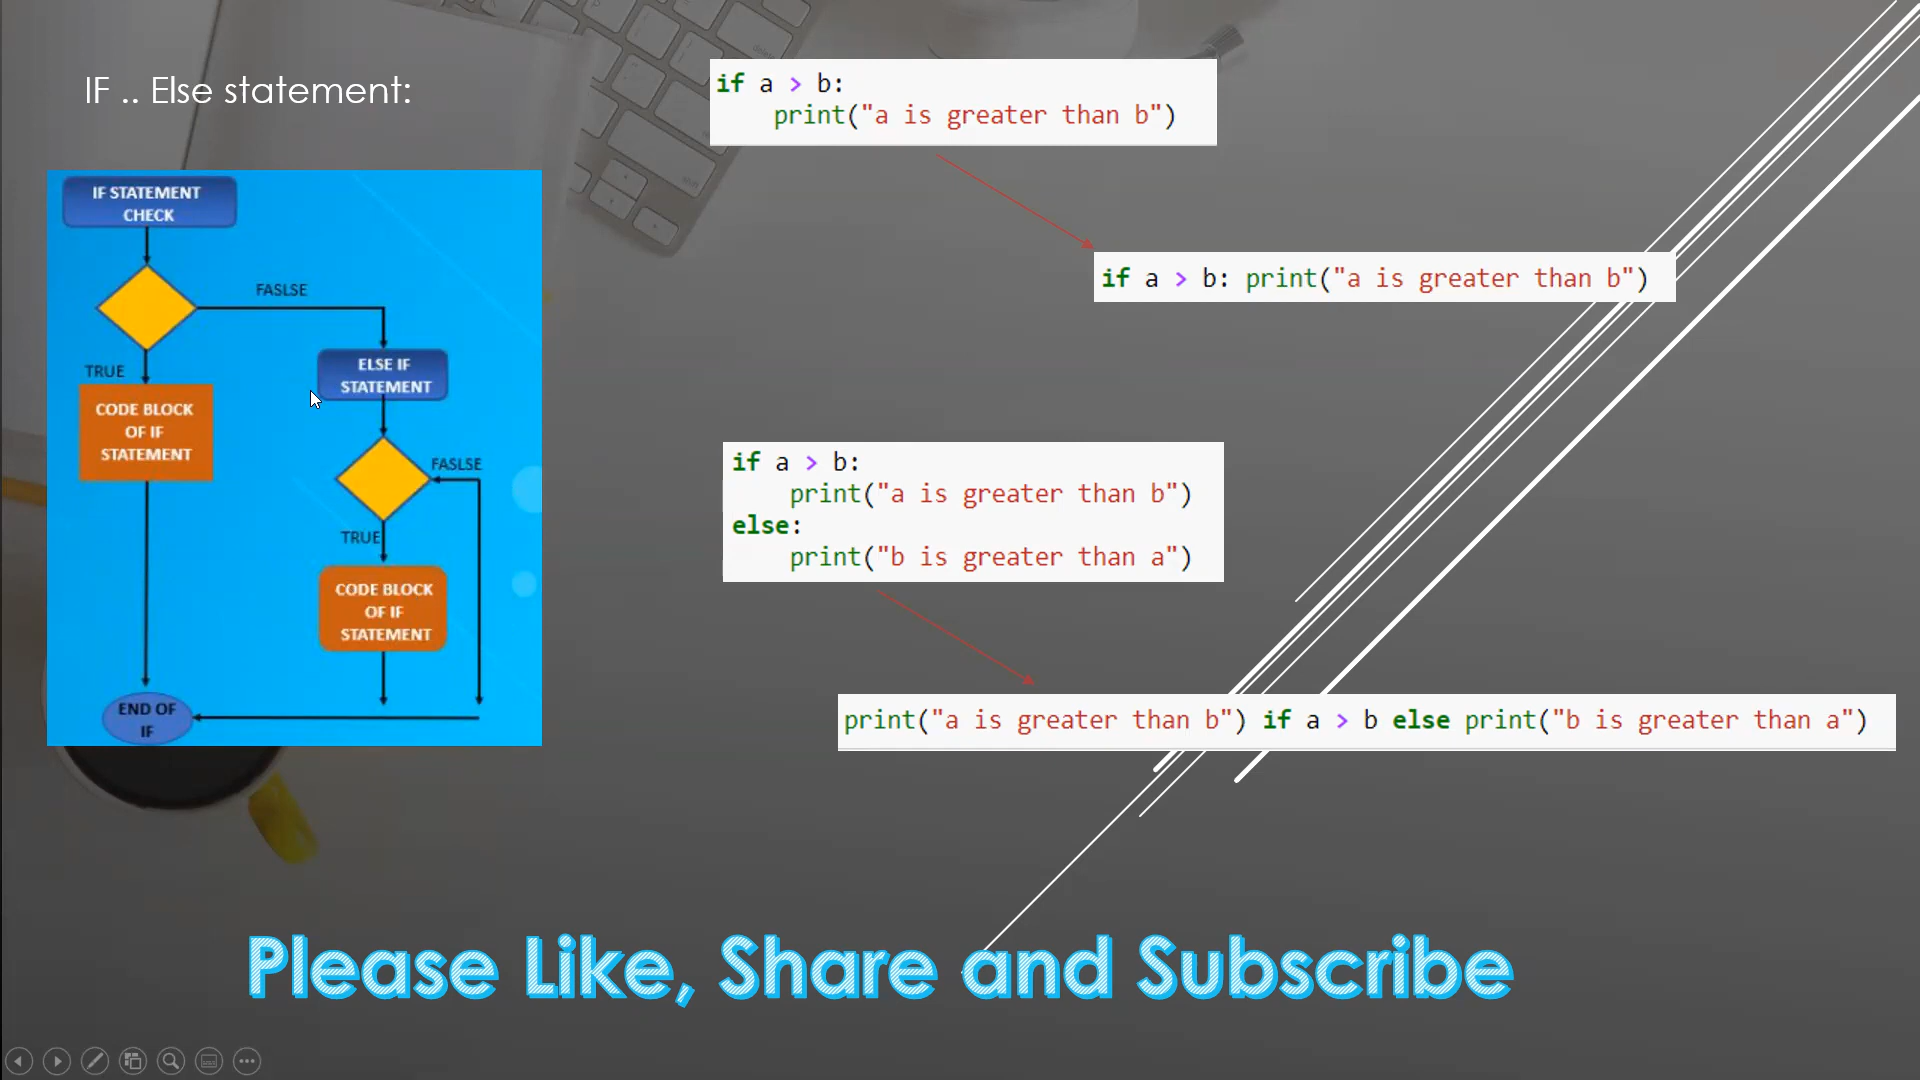 IF .. Else statement:
if a > b:
    print("a is greater than b")
if a > b: print("a is greater than b")
IF STATEMENT
CHECK
FASLSE
TRUE
ELSE IF
STATEMENT
CODE BLOCK
OF IF
STATEMENT
FASLSE
TRUE
CODE BLOCK
OF IF
STATEMENT
END OF
IF
if a > b:
    print("a is greater than b")
else:
    print("b is greater than a")
print("a is greater than b") if a > b else print("b is greater than a")
Please Like, Share and Subscribe